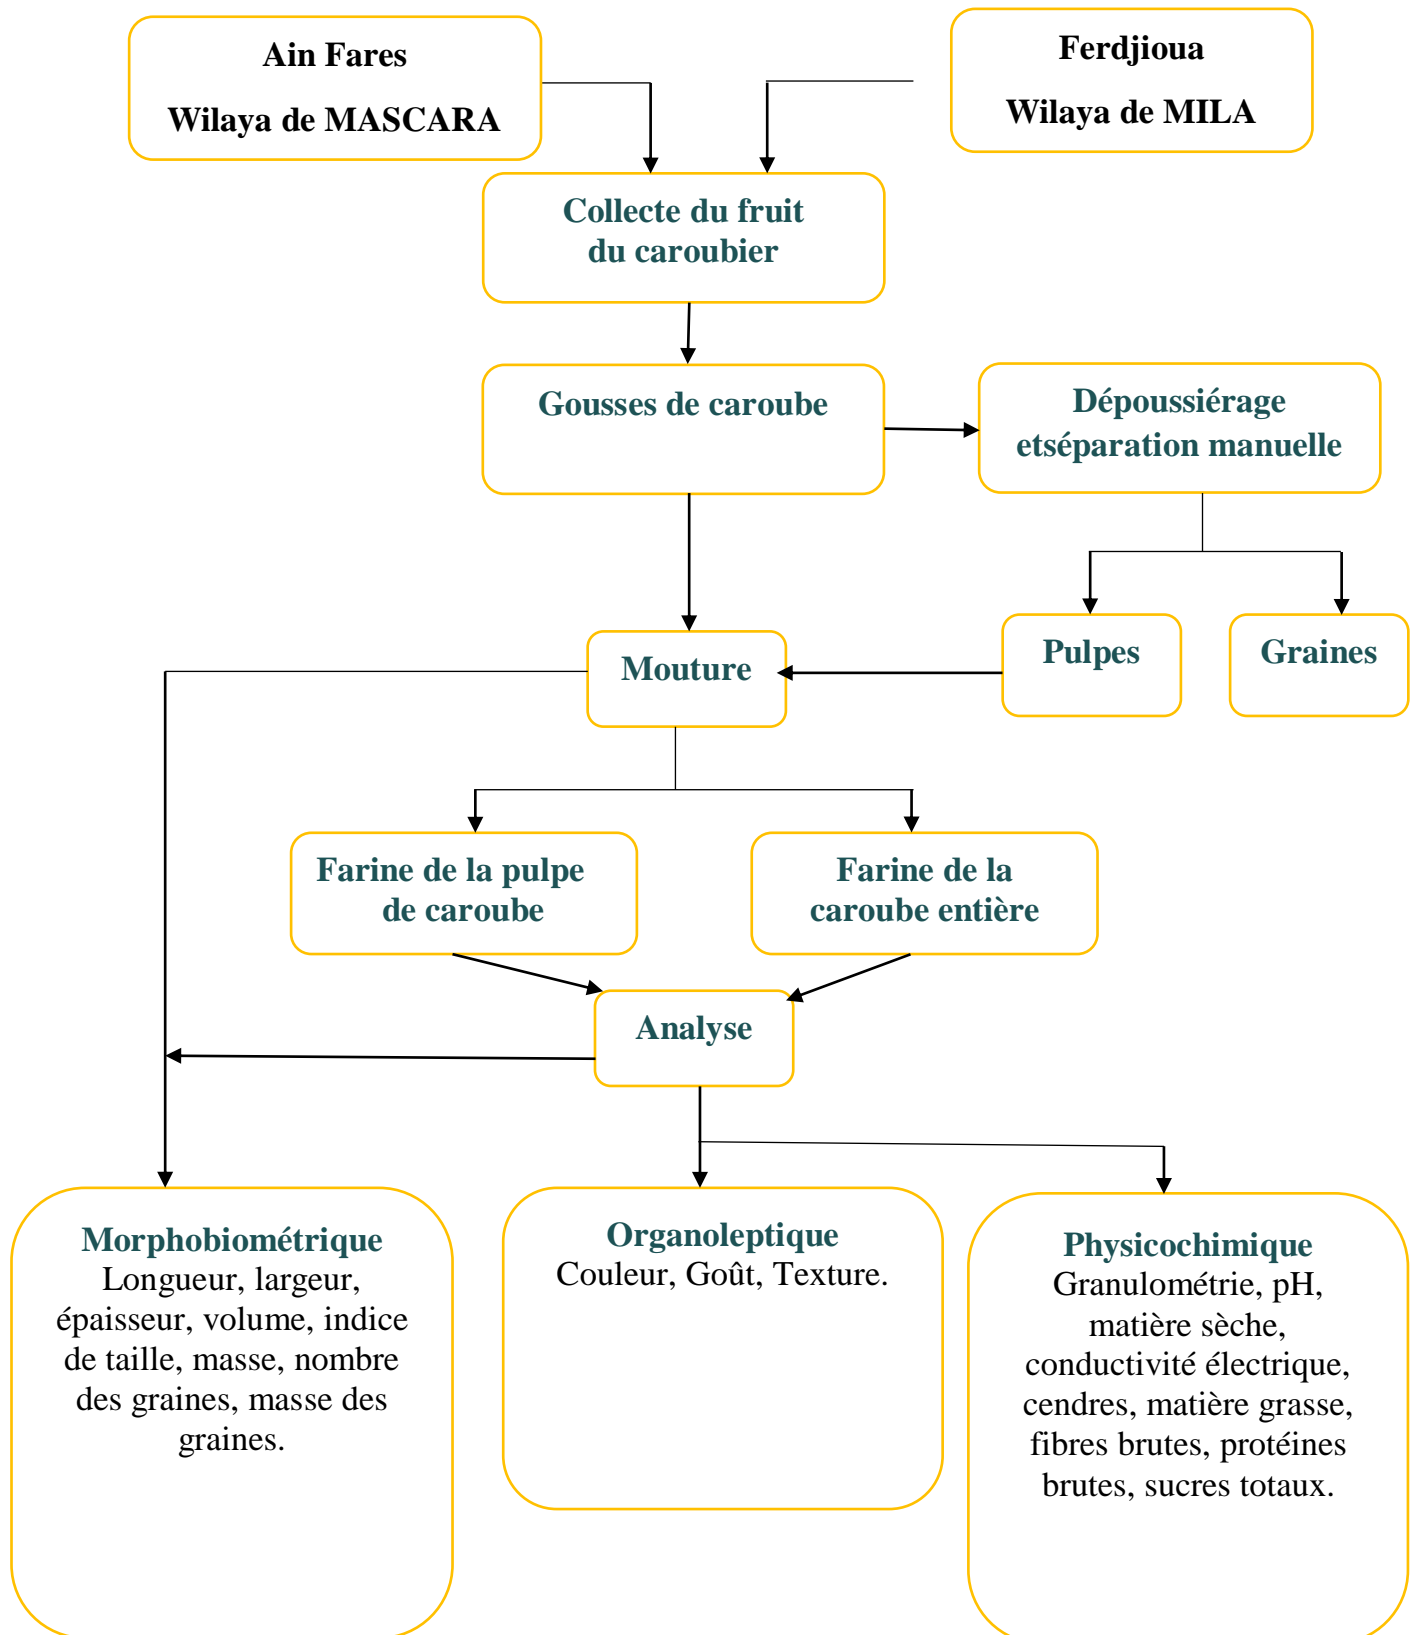 Ain Fares
Wilaya de MASCARA
Ferdjioua
Wilaya de MILA
Collecte du fruit
du caroubier
Gousses de caroube
Dépoussiérage
etséparation manuelle
Pulpes
Graines
Mouture
Farine de la pulpe
de caroube
Farine de la
caroube entière
Analyse
Morphobiométrique
Longueur, largeur,
épaisseur, volume, indice
de taille, masse, nombre
des graines, masse des
graines.
Organoleptique
Couleur, Goût, Texture.
Physicochimique
Granulométrie, pH,
matière sèche,
conductivité électrique,
cendres, matière grasse,
fibres brutes, protéines
brutes, sucres totaux.